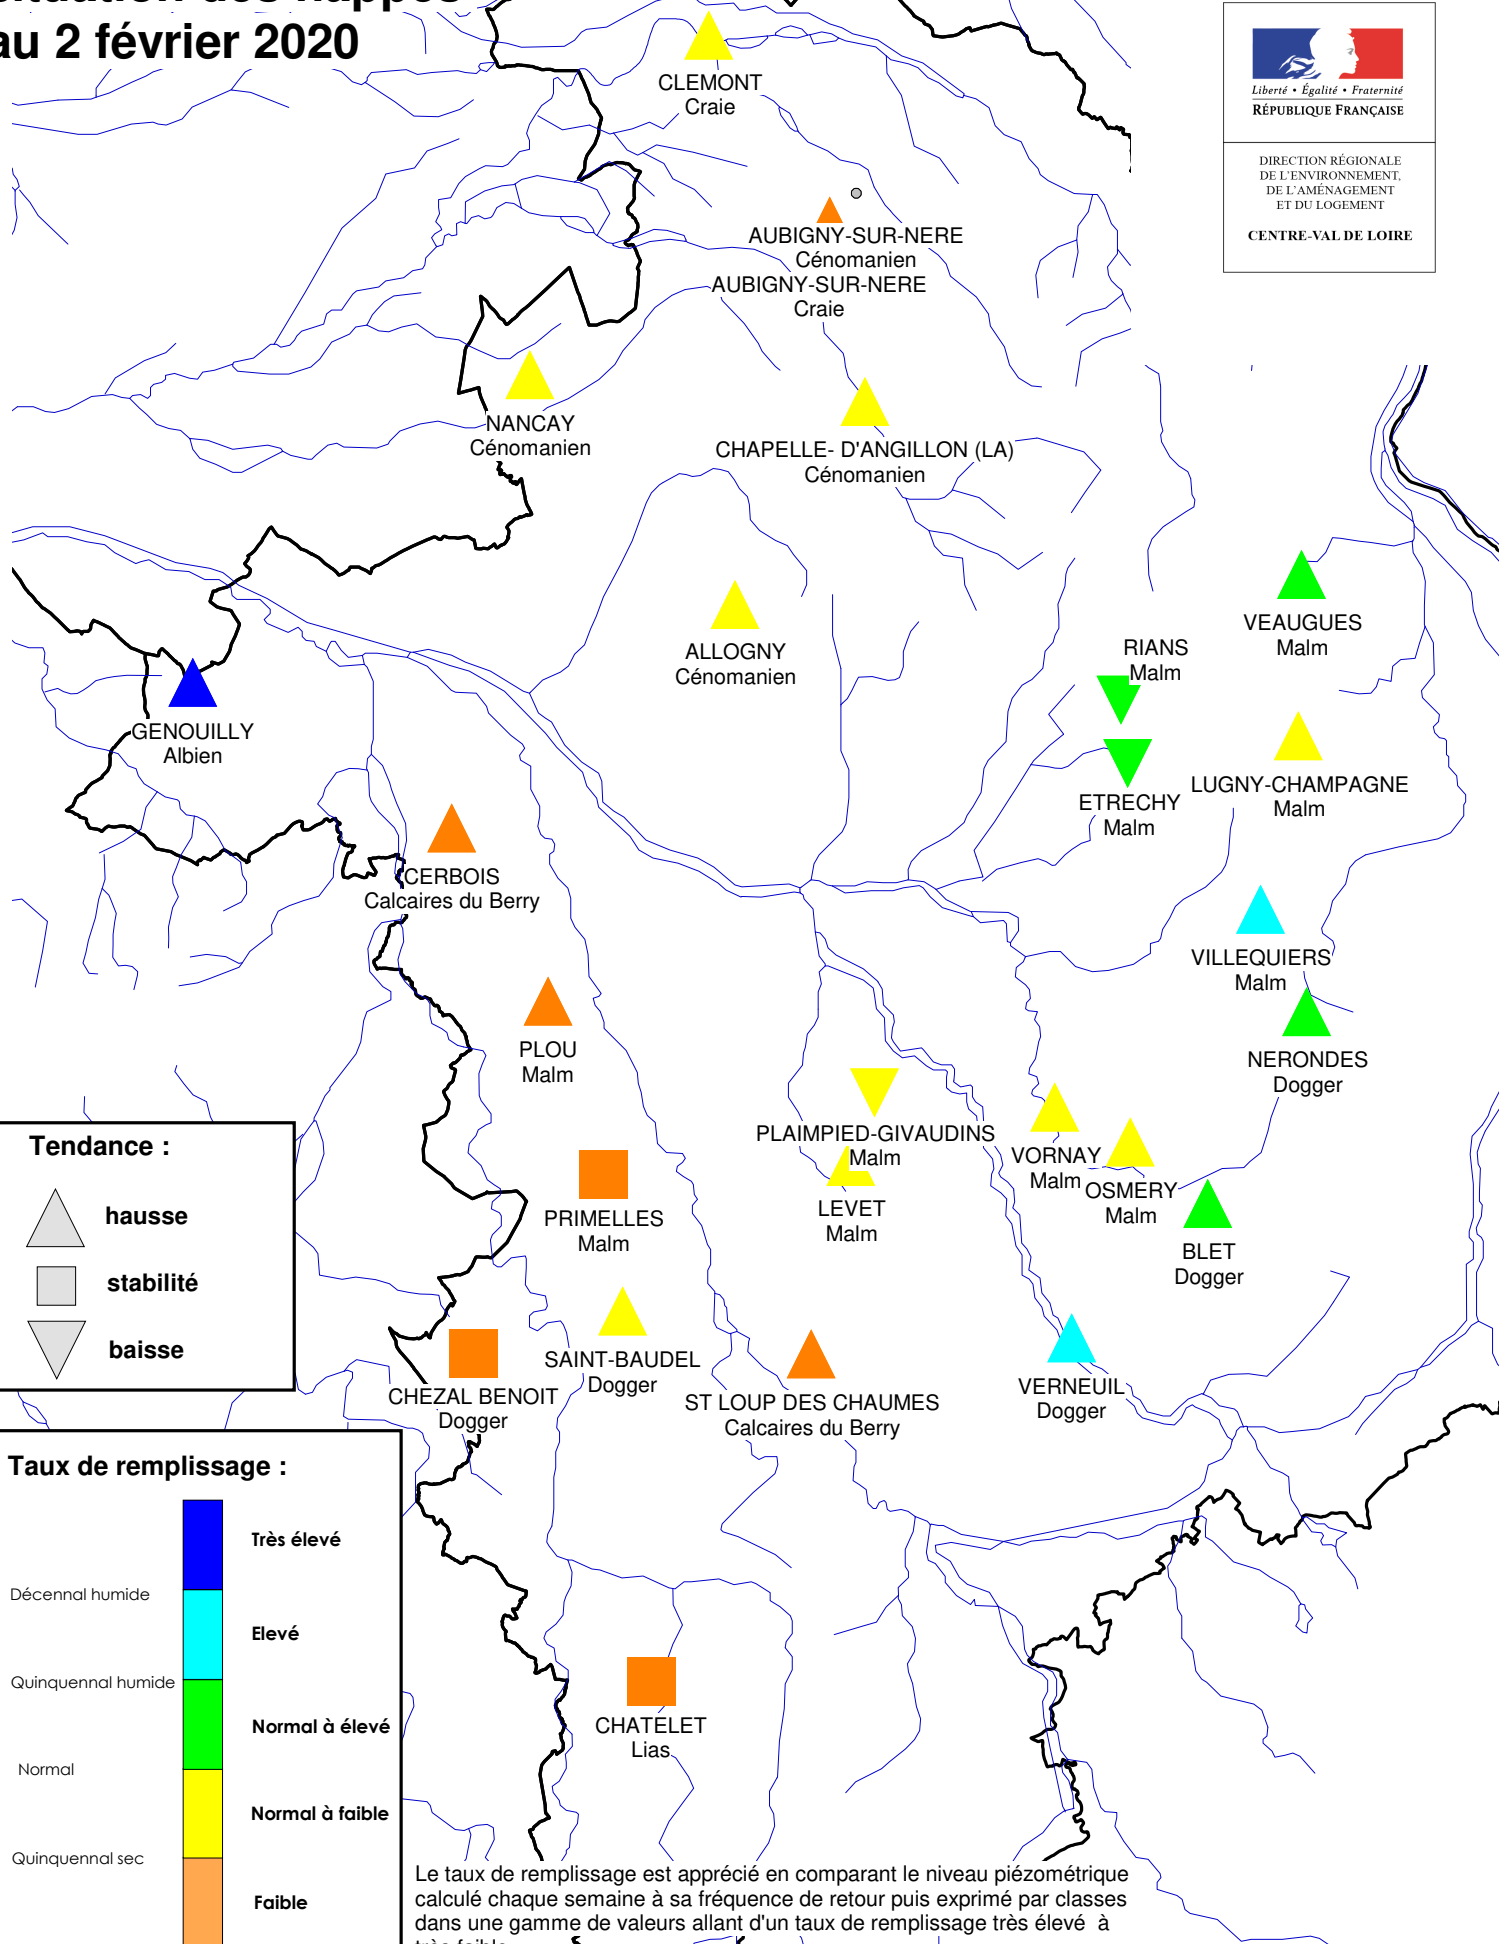 situation des nappes
au 2 février 2020
Liberté • Égalité • Fraternité
RÉPUBLIQUE FRANÇAISE
DIRECTION RÉGIONALE
DE L'ENVIRONNEMENT,
DE L'AMÉNAGEMENT
ET DU LOGEMENT
CENTRE-VAL DE LOIRE
CLEMONT
Craie
AUBIGNY-SUR-NERE
Cénomanien
AUBIGNY-SUR-NERE
Craie
NANCAY
Cénomanien
CHAPELLE- D'ANGILLON (LA)
Cénomanien
VEAUGUES
Malm
ALLOGNY
Cénomanien
RIANS
Malm
GENOUILLY
Albien
LUGNY-CHAMPAGNE
Malm
ETRECHY
Malm
CERBOIS
Calcaires du Berry
VILLEQUIERS
Malm
PLOU
Malm
NERONDES
Dogger
PLAIMPIED-GIVAUDINS
Malm
VORNAY
Malm
OSMERY
Malm
LEVET
Malm
PRIMELLES
Malm
BLET
Dogger
SAINT-BAUDEL
Dogger
CHEZAL BENOIT
Dogger
ST LOUP DES CHAUMES
Calcaires du Berry
VERNEUIL
Dogger
CHATELET
Lias
Tendance :
hausse
stabilité
baisse
Taux de remplissage :
Très élevé
Décennal humide
Elevé
Quinquennal humide
Normal à élevé
Normal
Normal à faible
Quinquennal sec
Faible
Le taux de remplissage est apprécié en comparant le niveau piézométrique
calculé chaque semaine à sa fréquence de retour puis exprimé par classes
dans une gamme de valeurs allant d'un taux de remplissage très élevé à
très faible